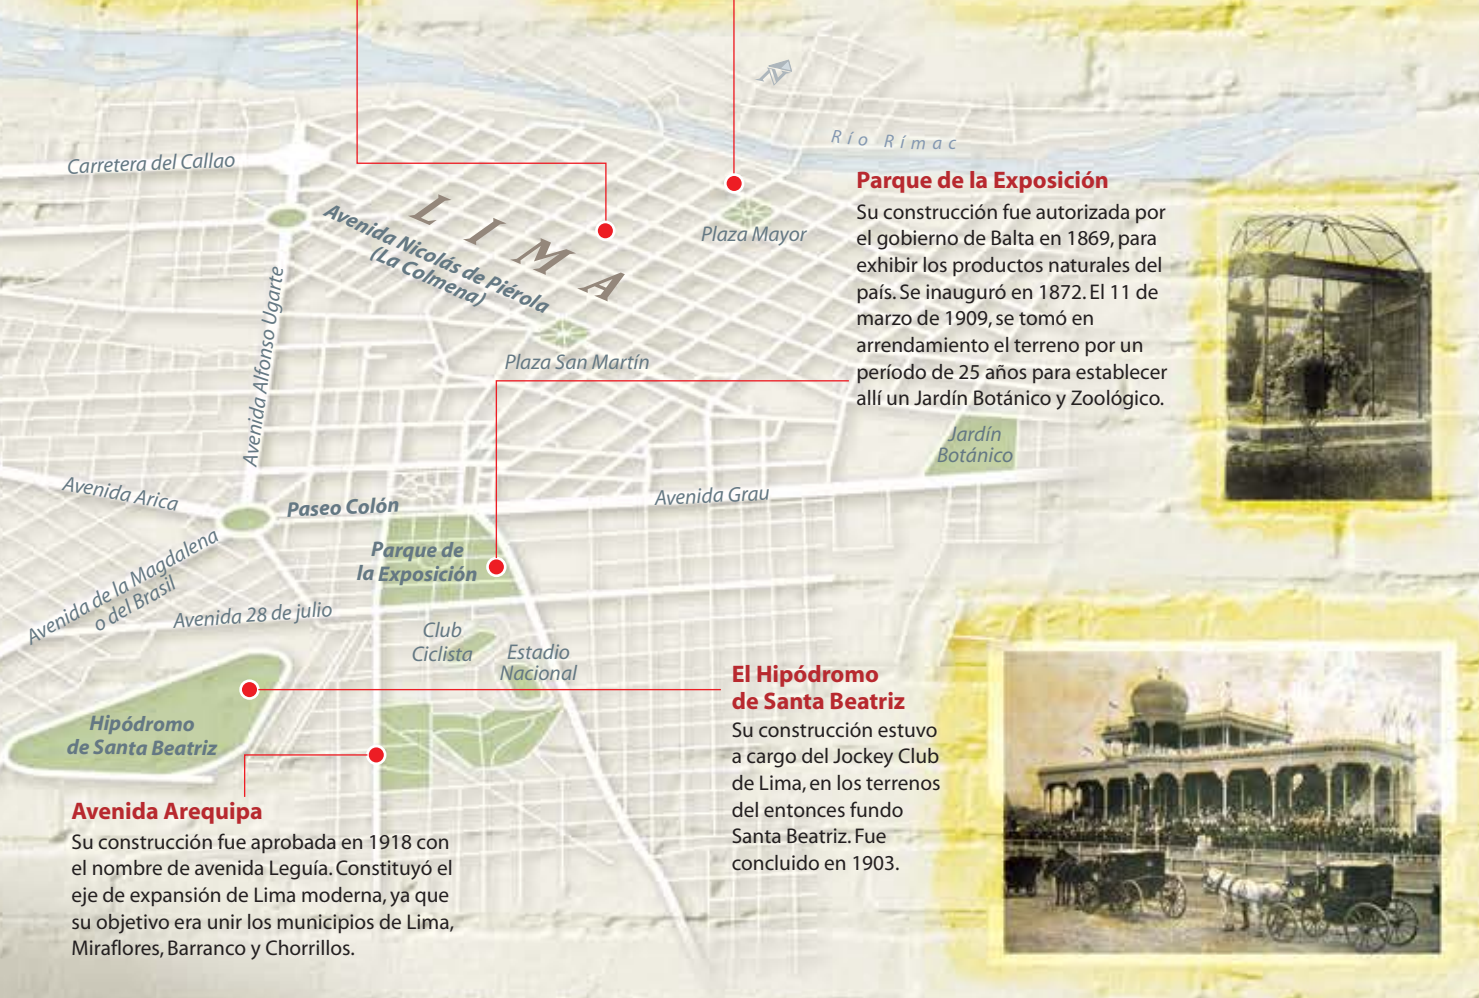 Río Rímac
Carretera del Callao
LIMA
Avenida Nicolás de Piérola
(La Colmena)
Plaza Mayor
Parque de la Exposición
Su construcción fue autorizada por
el gobierno de Balta en 1869, para
exhibir los productos naturales del
país. Se inauguró en 1872. El 11 de
marzo de 1909, se tomó en
arrendamiento el terreno por un
período de 25 años para establecer
allí un Jardín Botánico y Zoológico.
Avenida Alfonso Ugarte
Plaza San Martín
Jardín
Botánico
Avenida Arica
Paseo Colón
Avenida Grau
Parque de
la Exposición
Avenida de la Magdalena
o del Brasil
Avenida 28 de julio
Club
Ciclista
Estadio
Nacional
Hipódromo
de Santa Beatriz
El Hipódromo
de Santa Beatriz
Su construcción estuvo
a cargo del Jockey Club
de Lima, en los terrenos
del entonces fundo
Santa Beatriz. Fue
concluido en 1903.
Avenida Arequipa
Su construcción fue aprobada en 1918 con
el nombre de avenida Leguía. Constituyó el
eje de expansión de Lima moderna, ya que
su objetivo era unir los municipios de Lima,
Miraflores, Barranco y Chorrillos.